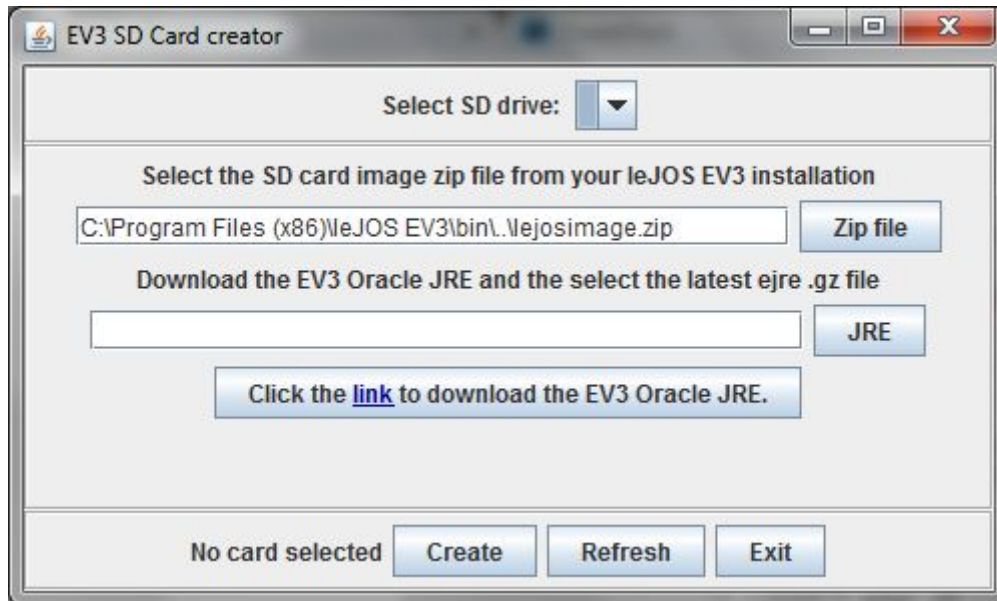 EV3 SD Card creator
Select SD drive:
Select the SD card image zip file from your leJOS EV3 installation
C:\Program Files (x86)\leJOS EV3\bin\..\lejosimage.zip Zip file
Download the EV3 Oracle JRE and the select the latest ejre .gz file
JRE
Click the link to download the EV3 Oracle JRE.
No card selected Create Refresh Exit